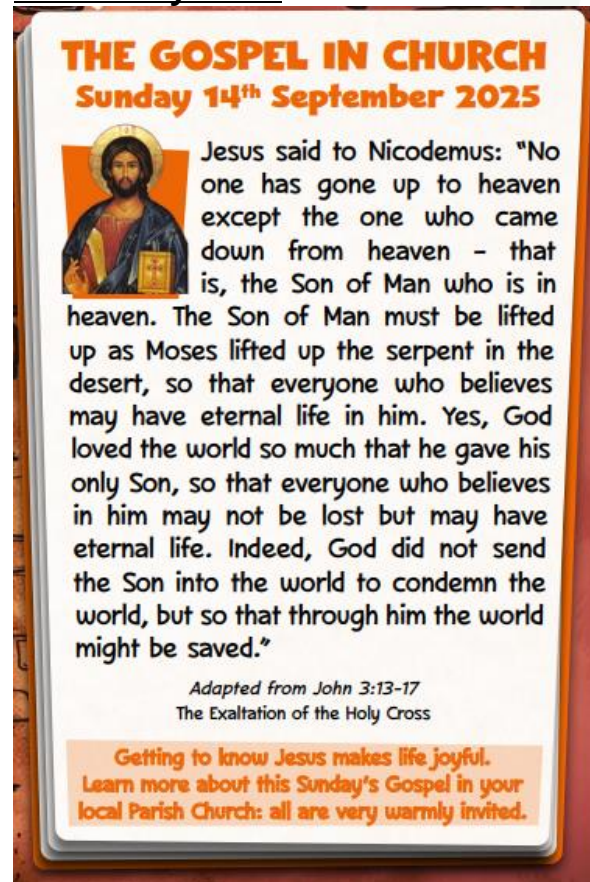 THE GOSPEL IN CHURCH
Sunday 14th September 2025
Jesus said to Nicodemus: “No
one has gone up to heaven
except the one who came
down from heaven – that
is, the Son of Man who is in
heaven. The Son of Man must be lifted
up as Moses lifted up the serpent in the
desert, so that everyone who believes
may have eternal life in him. Yes, God
loved the world so much that he gave his
only Son, so that everyone who believes
in him may not be lost but may have
eternal life. Indeed, God did not send
the Son into the world to condemn the
world, but so that through him the world
might be saved.”
Adapted from John 3:13-17
The Exaltation of the Holy Cross
Getting to know Jesus makes life joyful.
Learn more about this Sunday’s Gospel in your
local Parish Church: all are very warmly invited.